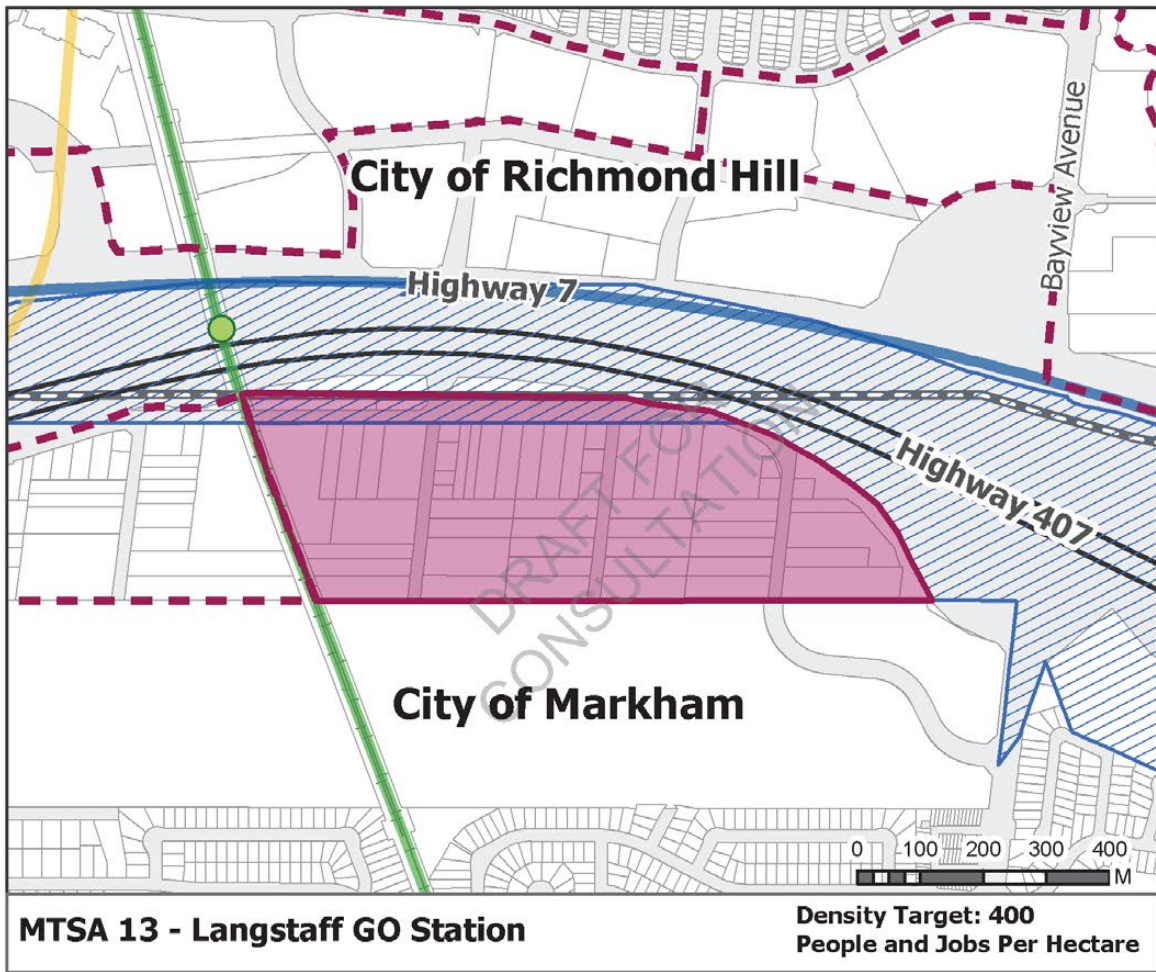 City of Richmond Hill
Bayview Avenue
Highway 7
Highway 407
DRAFT FOR
CONSULTATION
City of Markham
0 100 200 300 400
M
MTSA 13 - Langstaff GO Station
Density Target: 400
People and Jobs Per Hectare